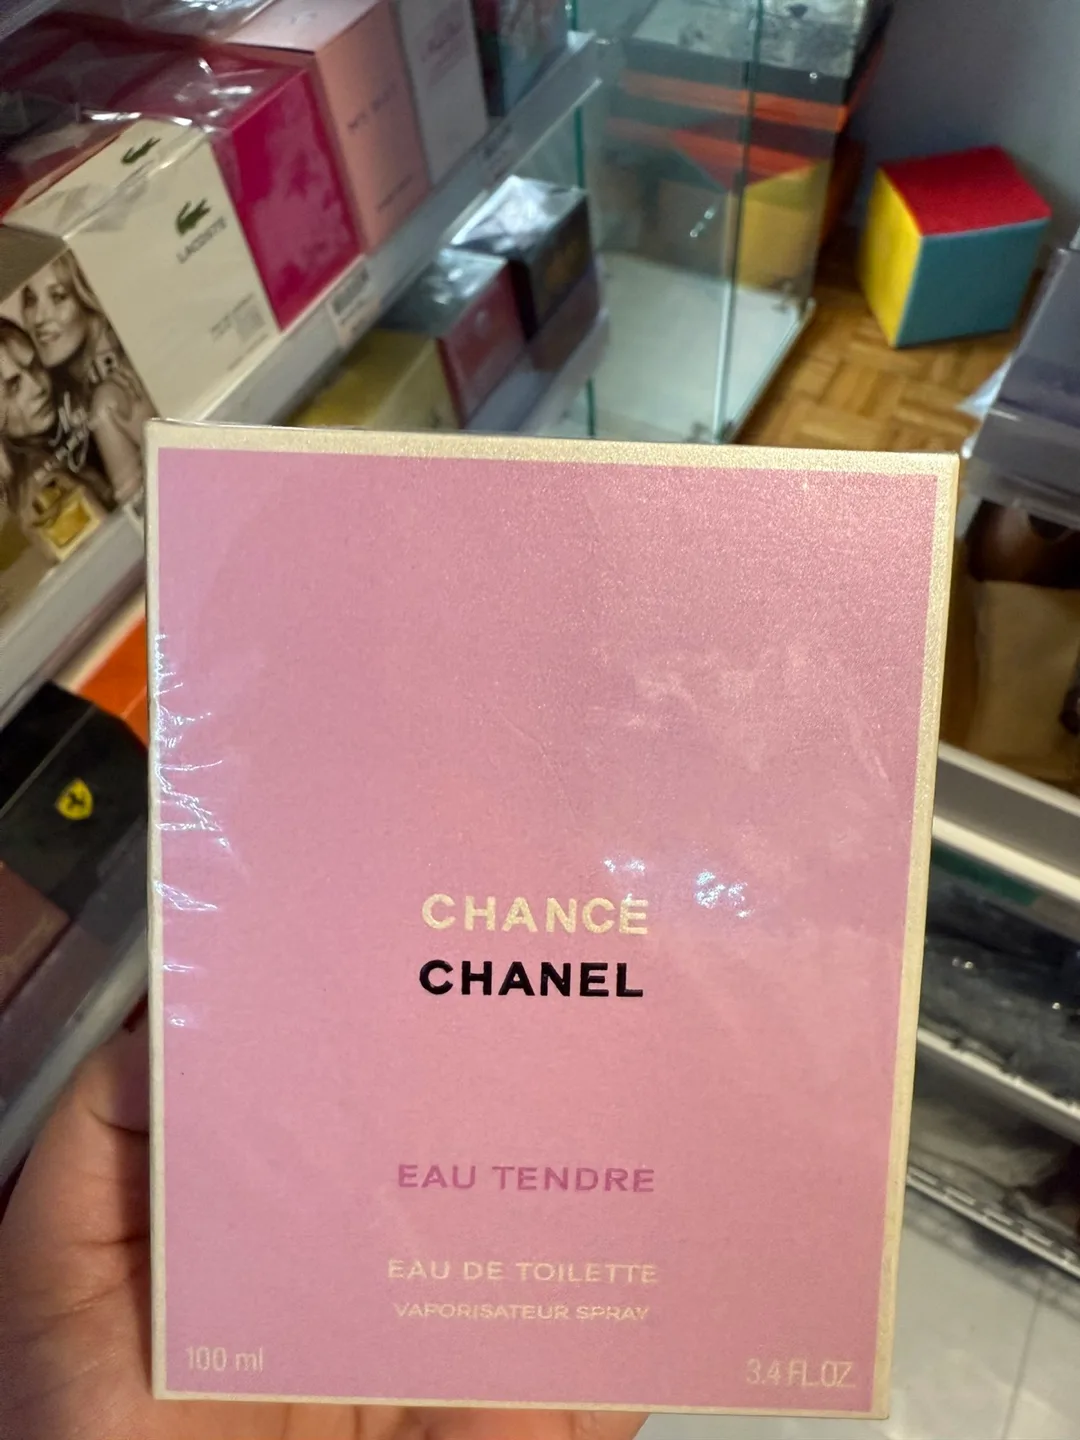 LACOSTE
CHANCE
CHANEL
EAU TENDRE
EAU DE TOILETTE
VAPORISATEUR SPRAY
100 ml
3.4 FL.OZ